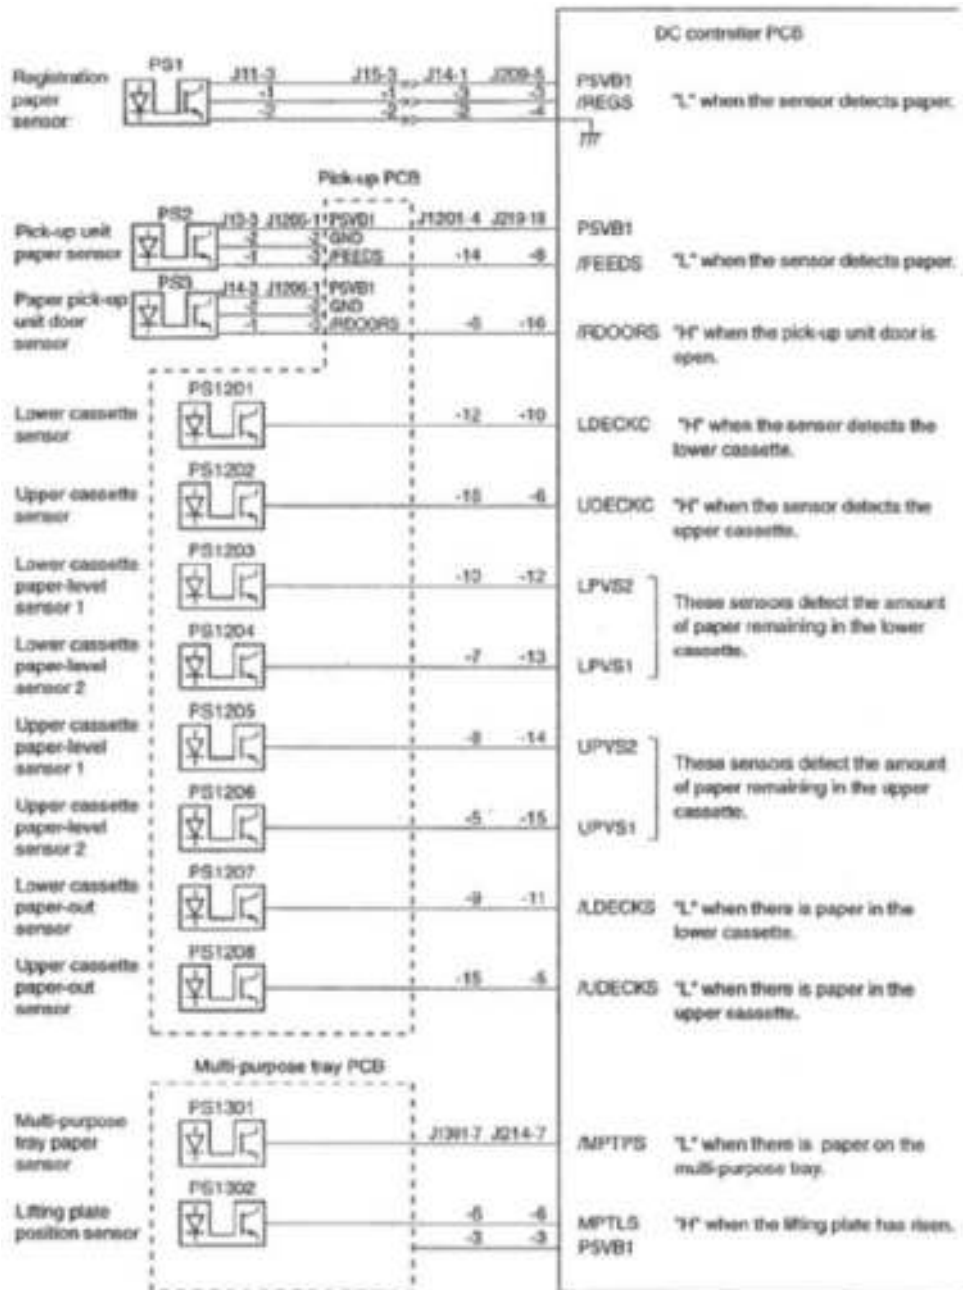 DC controller PCB
Registration paper sensor
PS1
J11-3 J15-3 J14-1 J209-5
PSVB1
/REGS "L" when the sensor detects paper.
Pick-up PCB
Pick-up unit paper sensor
PS2
J13-3 J1205-1 PSVB1 J1201-4 J219-18 PSVB1
-2 -2 GND
-1 -3 /FEEDS -14 -8 /FEEDS "L" when the sensor detects paper.
Paper pick-up unit door sensor
PS3
J14-3 J1206-1 PSVB1
-2 -2 GND
-1 -3 /RDOORS -6 -16 /RDOORS "H" when the pick-up unit door is open.
Lower cassette sensor
PS1201
-12 -10 LDECKC "H" when the sensor detects the lower cassette.
Upper cassette sensor
PS1202
-6 UDECKC "H" when the sensor detects the upper cassette.
Lower cassette paper-level sensor 1
PS1203
-10 -12 LPVS2
These sensors detect the amount of paper remaining in the lower cassette.
Lower cassette paper-level sensor 2
PS1204
-7 -13 LPVS1
Upper cassette paper-level sensor 1
PS1205
-8 -14 UPVS2
These sensors detect the amount of paper remaining in the upper cassette.
Upper cassette paper-level sensor 2
PS1206
-5 -15 UPVS1
Lower cassette paper-out sensor
PS1207
-9 -11 /LDECKS "L" when there is paper in the lower cassette.
Upper cassette paper-out sensor
PS1208
-15 -5 /UDECKS "L" when there is paper in the upper cassette.
Multi-purpose tray PCB
Multi-purpose tray paper sensor
PS1301
J1301-7 J214-7 /MPTPS "L" when there is paper on the multi-purpose tray.
Lifting plate position sensor
PS1302
-6 -6 MPTLS "H" when the lifting plate has risen.
-3 -3 PSVB1